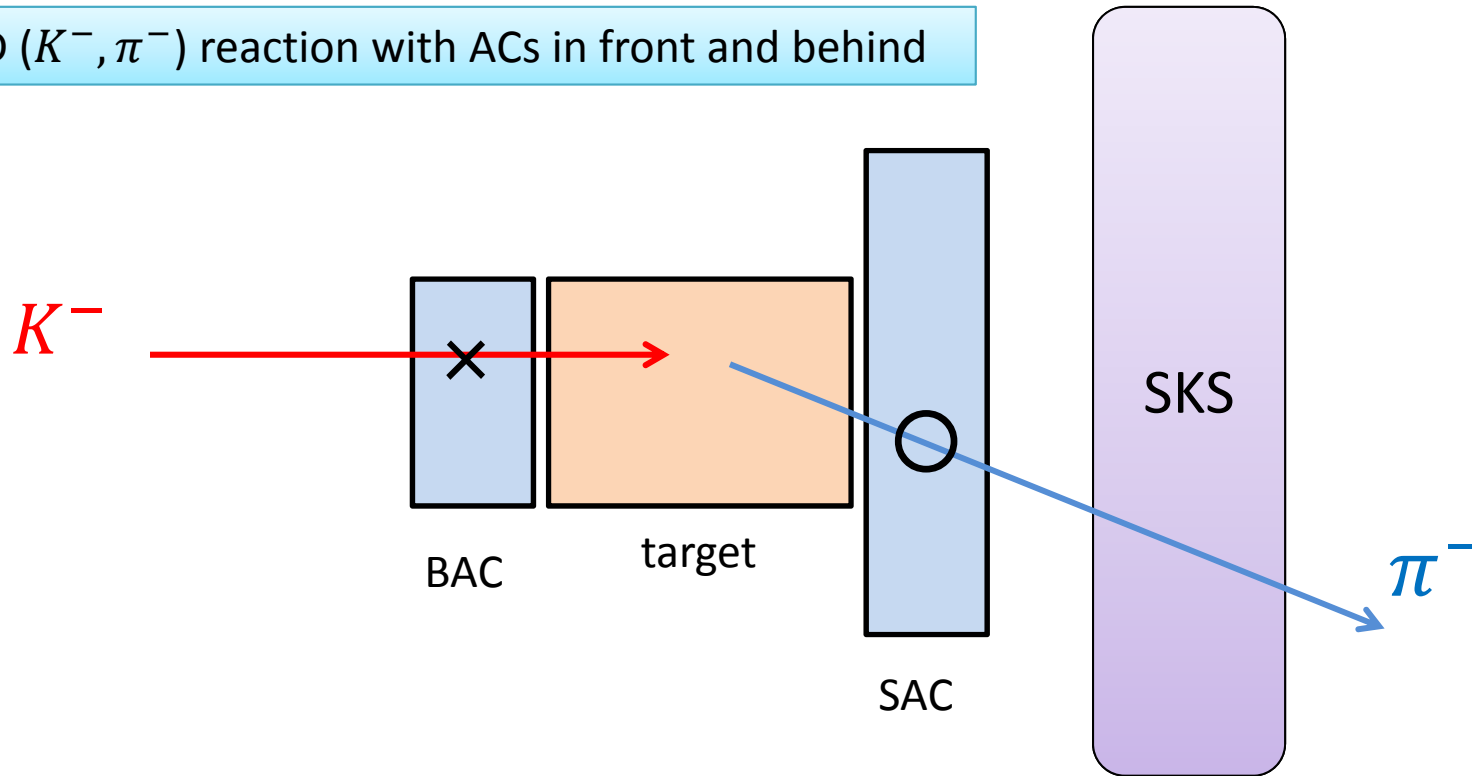 (K⁻, π⁻) reaction with ACs in front and behind
K⁻
SKS
target
BAC
π⁻
SAC